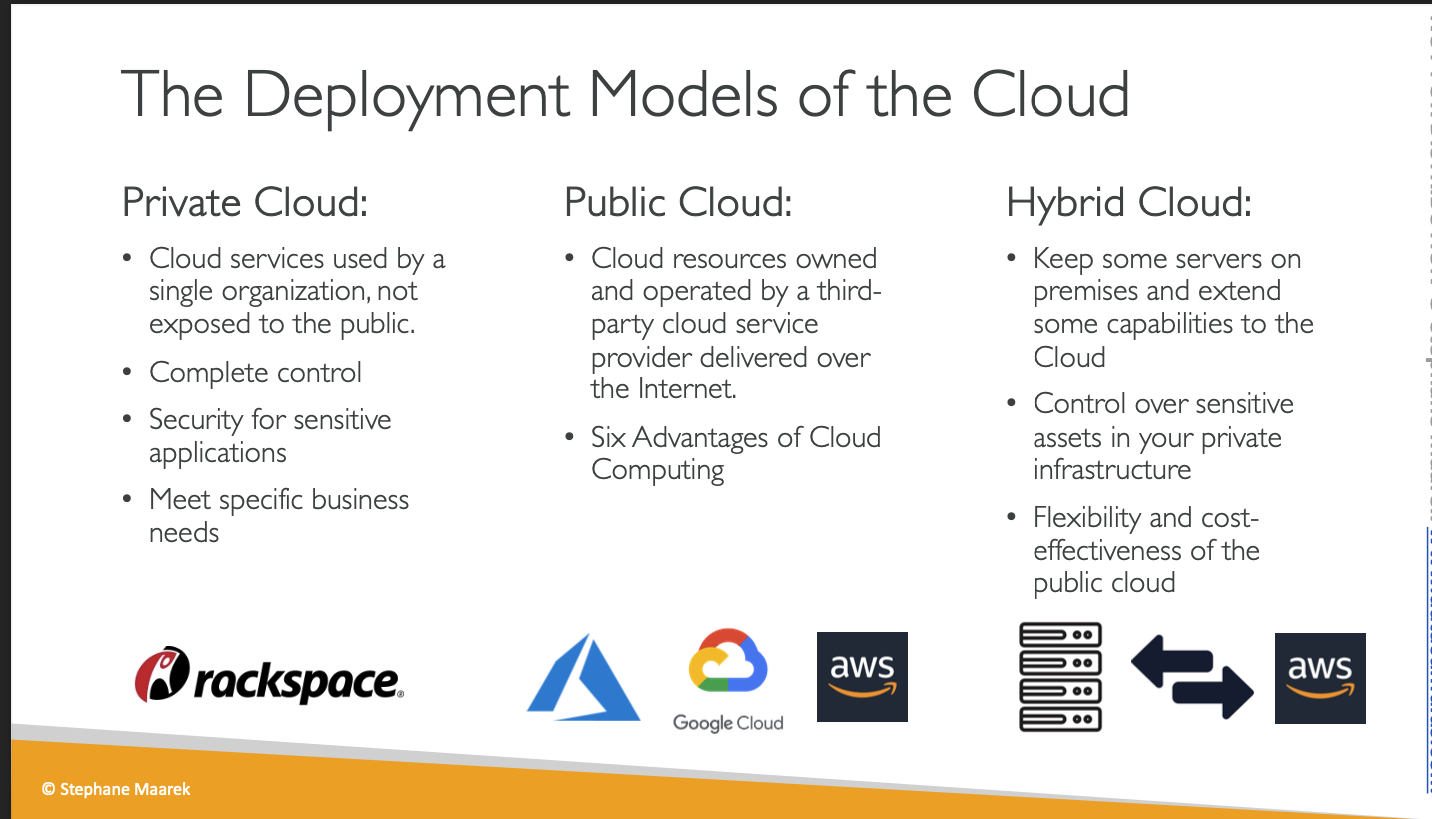 The Deployment Models of the Cloud
Private Cloud:
• Cloud services used by a
single organization, not
exposed to the public.
• Complete control
• Security for sensitive
applications
• Meet specific business
needs
rackspace®
Public Cloud:
• Cloud resources owned
and operated by a third-
party cloud service
provider delivered over
the Internet.
• Six Advantages of Cloud
Computing
Google Cloud
aws
Hybrid Cloud:
• Keep some servers on
premises and extend
some capabilities to the
Cloud
• Control over sensitive
assets in your private
infrastructure
• Flexibility and cost-
effectiveness of the
public cloud
aws
© Stephane Maarek